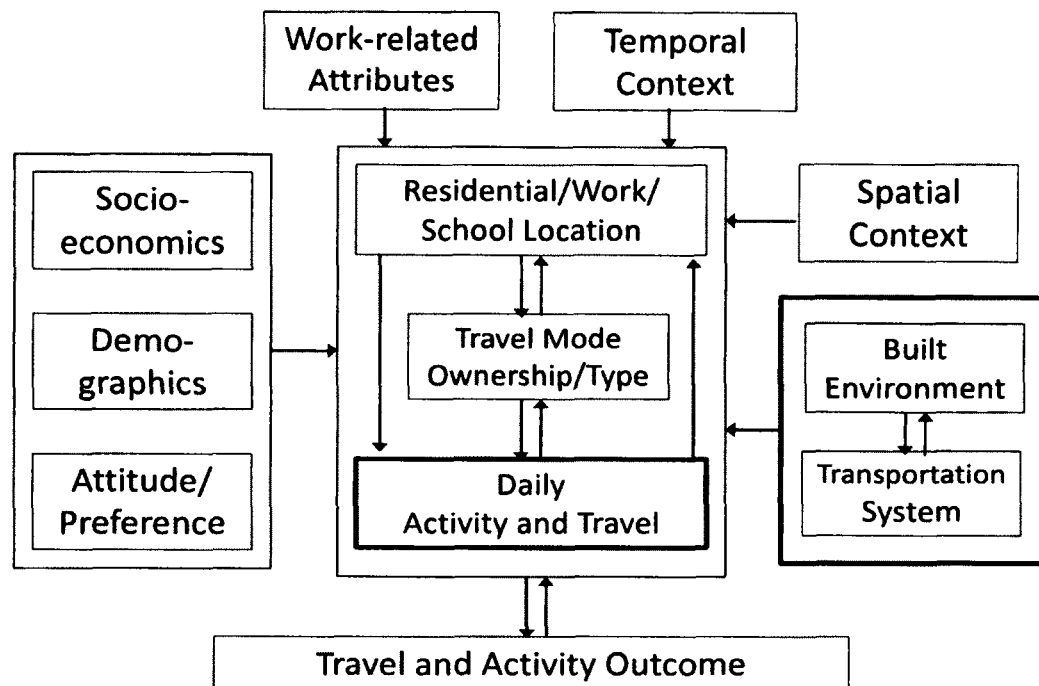 Work-related
Attributes
Temporal
Context
Socio-
economics
Demo-
graphics
Attitude/
Preference
Residential/Work/
School Location
Travel Mode
Ownership/Type
Daily
Activity and Travel
Spatial
Context
Built
Environment
Transportation
System
Travel and Activity Outcome